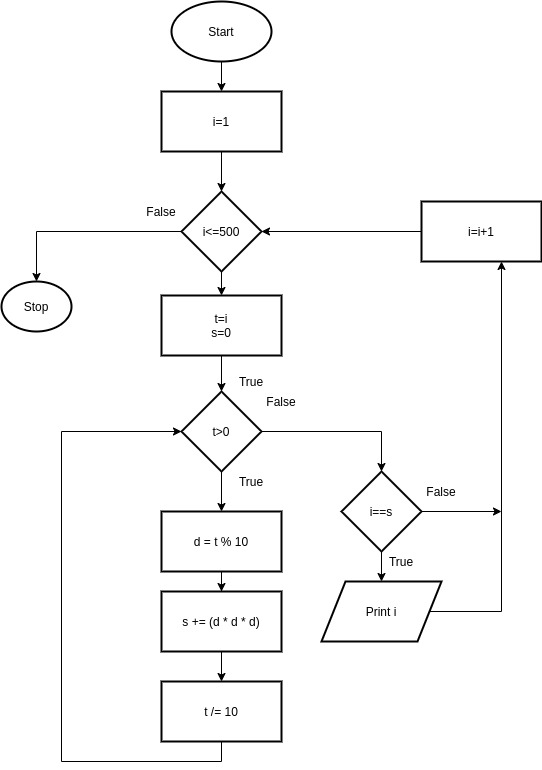 Start
i=1
False
i<=500
i=i+1
Stop
t=i
s=0
True
False
t>0
True
False
i==s
d = t % 10
True
Print i
s += (d * d * d)
t /= 10